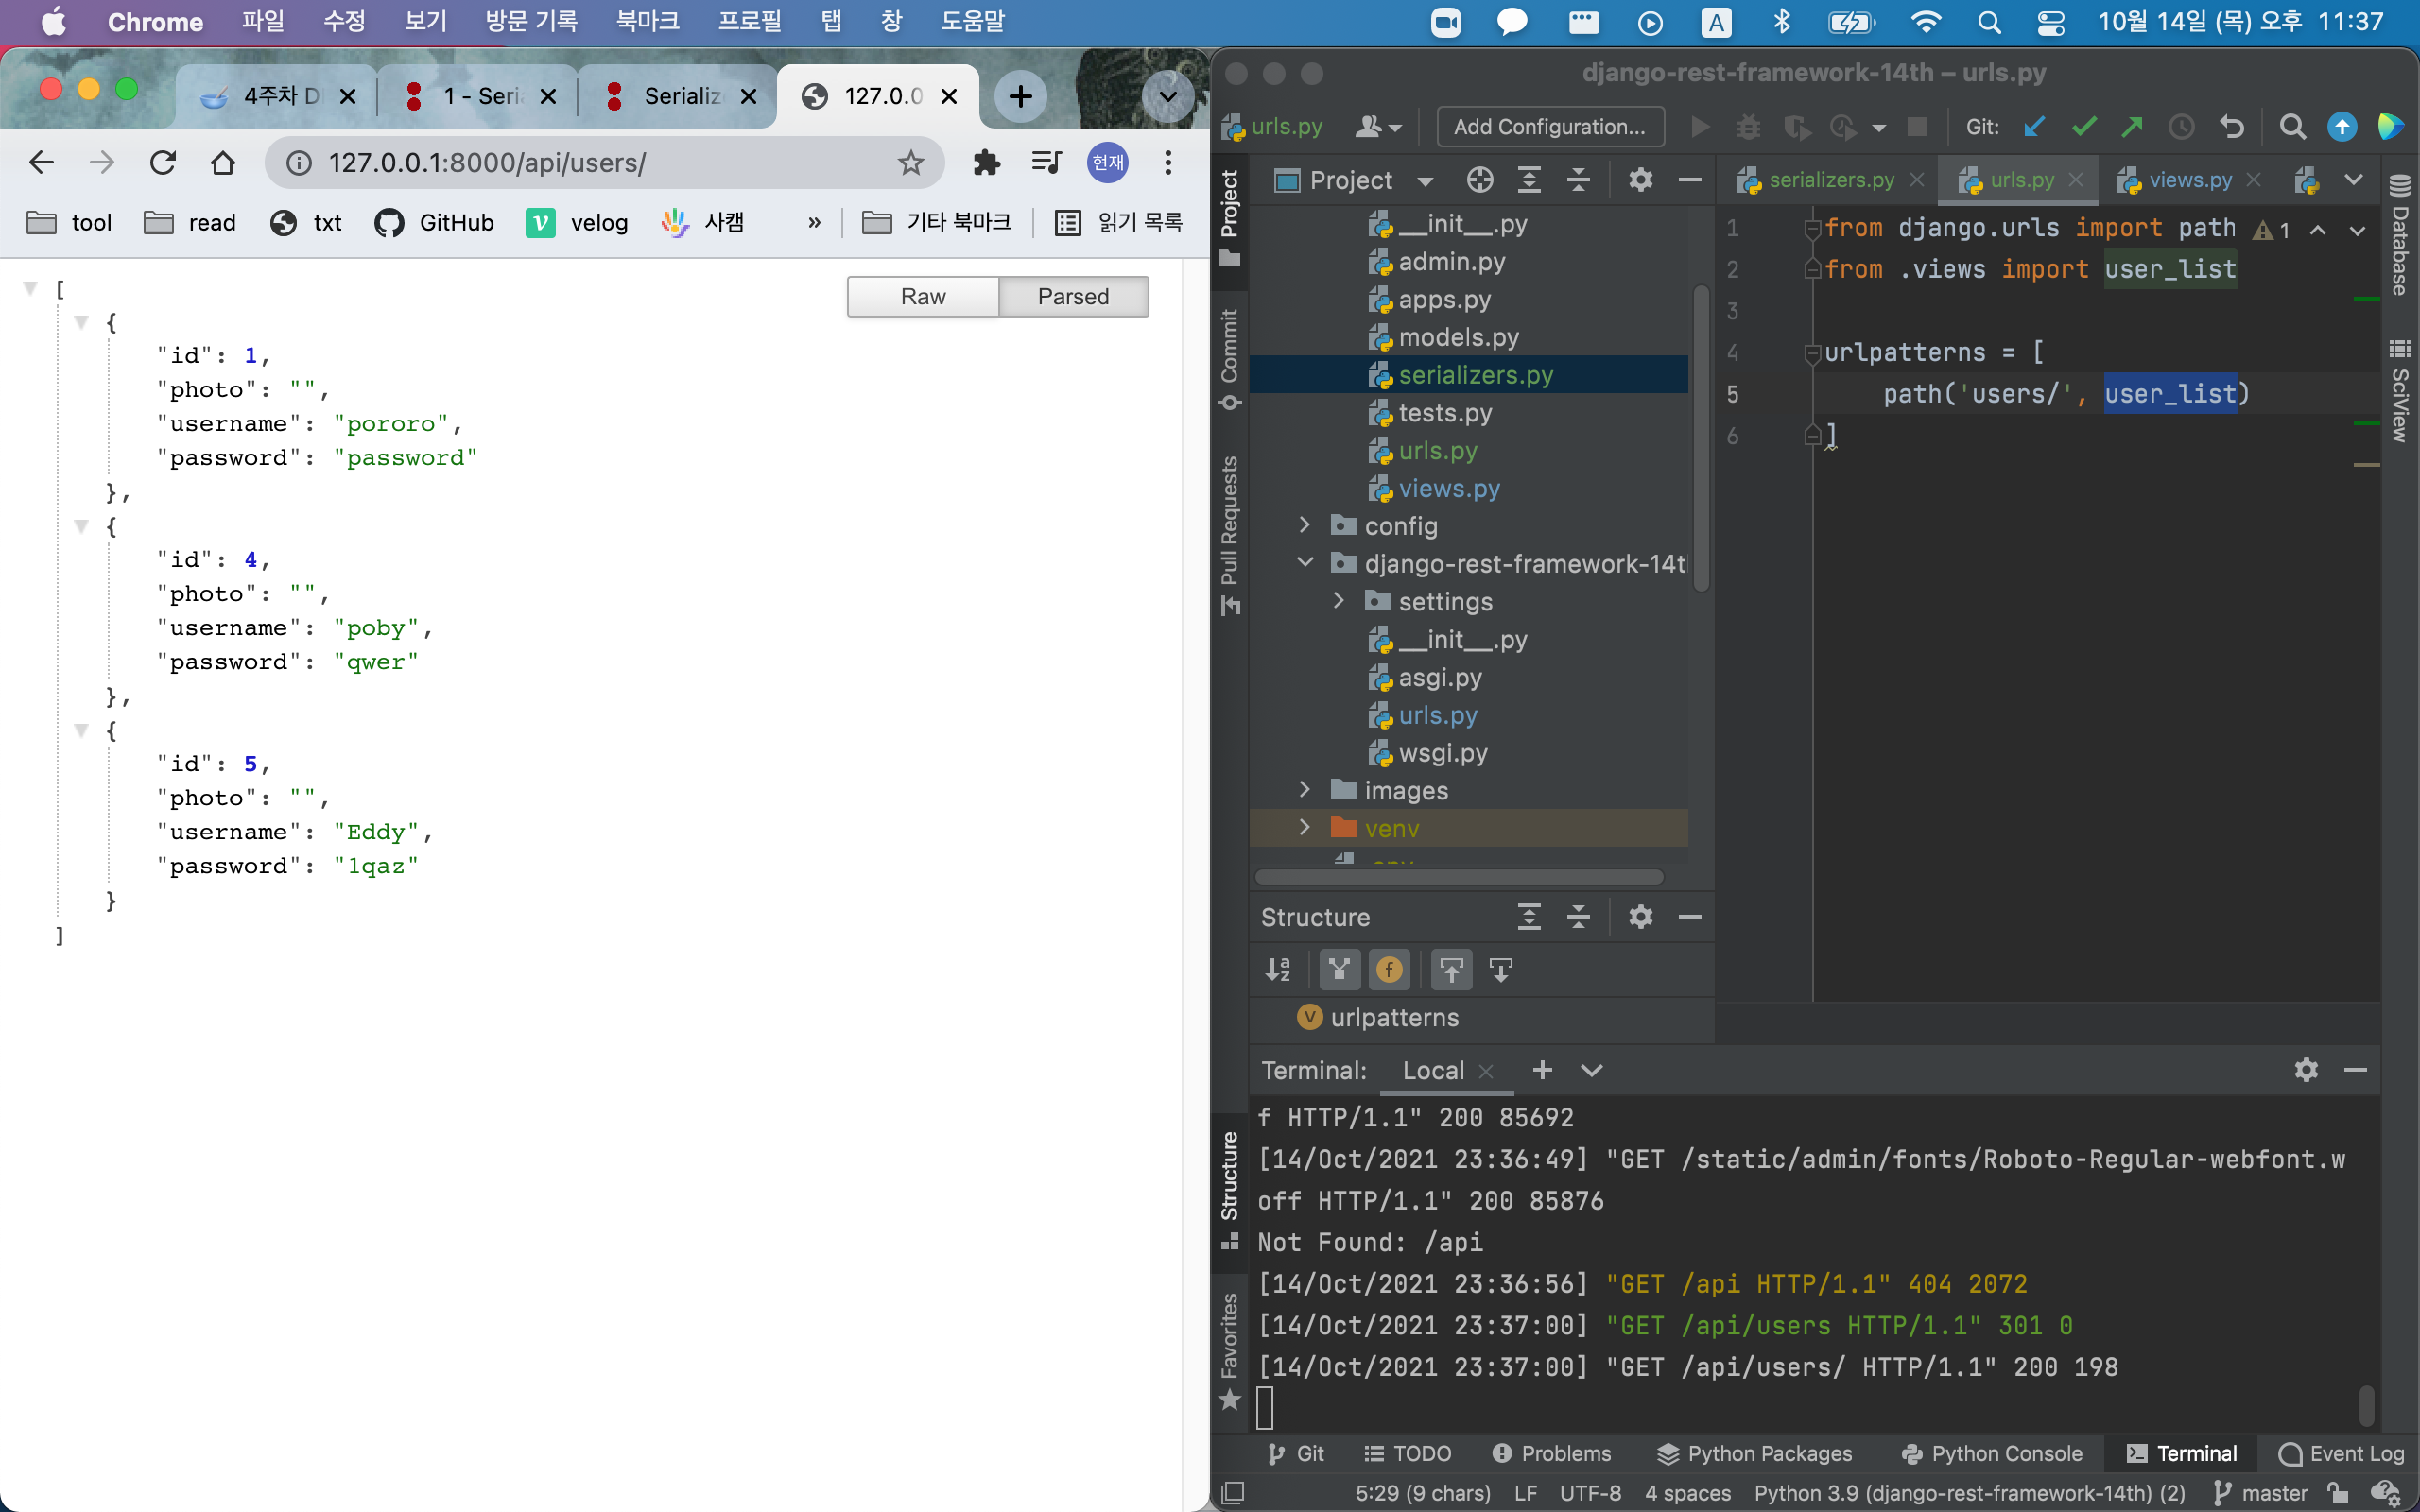 Chrome 파일 수정 보기 방문 기록 북마크 프로필 탭 창 도움말 A 10월 14일 (목) 오후 11:37
4주차 D 1 - Seri Serializ 127.0.0
127.0.0.1:8000/api/users/ 현재
tool read txt GitHub velog 사캠 » 기타 북마크 읽기 목록
Raw Parsed
[
{
"id": 1,
"photo": "",
"username": "pororo",
"password": "password"
},
{
"id": 4,
"photo": "",
"username": "poby",
"password": "qwer"
},
{
"id": 5,
"photo": "",
"username": "Eddy",
"password": "1qaz"
}
]
django-rest-framework-14th – urls.py
urls.py Add Configuration... Git:
Project
Commit
Pull Requests
Structure
Favorites
Project
__init__.py
admin.py
apps.py
models.py
serializers.py
tests.py
urls.py
views.py
config
django-rest-framework-14t
settings
__init__.py
asgi.py
urls.py
wsgi.py
images
venv
Structure
urlpatterns
serializers.py urls.py views.py
1 from django.urls import path 1
2 from .views import user_list
3
4 urlpatterns = [
5 path('users/', user_list)
6 ]
Database
SciView
Terminal: Local
f HTTP/1.1" 200 85692
[14/Oct/2021 23:36:49] "GET /static/admin/fonts/Roboto-Regular-webfont.w
off HTTP/1.1" 200 85876
Not Found: /api
[14/Oct/2021 23:36:56] "GET /api HTTP/1.1" 404 2072
[14/Oct/2021 23:37:00] "GET /api/users HTTP/1.1" 301 0
[14/Oct/2021 23:37:00] "GET /api/users/ HTTP/1.1" 200 198
Git TODO Problems Python Packages Python Console Terminal Event Log
5:29 (9 chars) LF UTF-8 4 spaces Python 3.9 (django-rest-framework-14th) (2) master